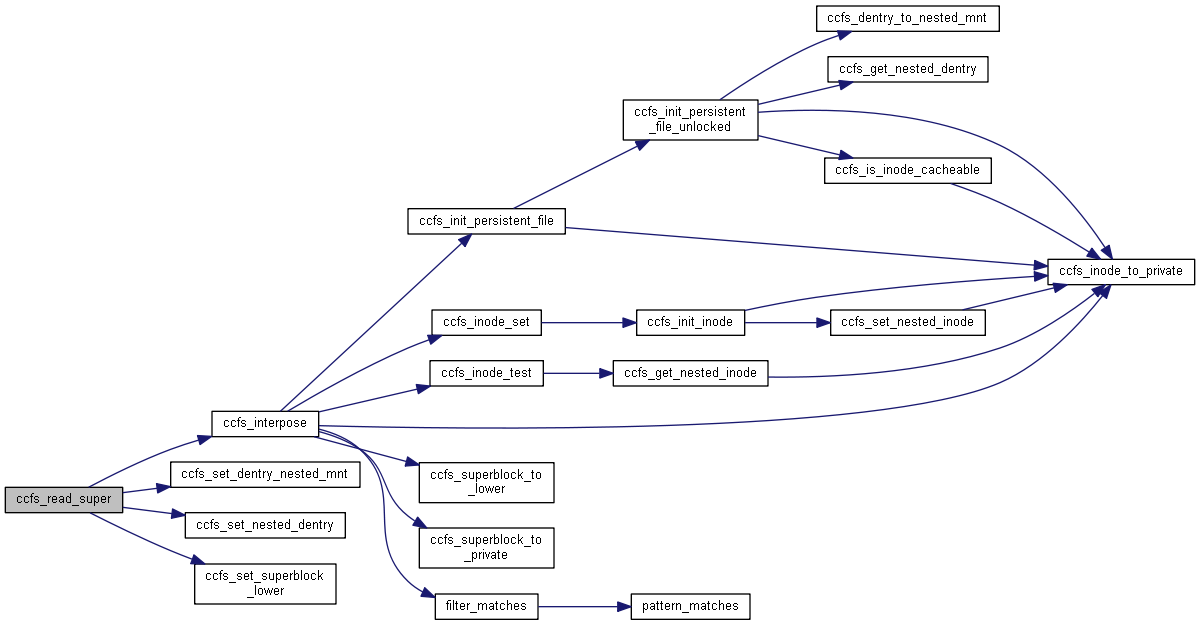 ccfs_dentry_to_nested_mnt
ccfs_get_nested_dentry
ccfs_init_persistent
_file_unlocked
ccfs_is_inode_cacheable
ccfs_init_persistent_file
ccfs_inode_to_private
ccfs_inode_set
ccfs_init_inode
ccfs_set_nested_inode
ccfs_inode_test
ccfs_get_nested_inode
ccfs_interpose
ccfs_superblock_to
_lower
ccfs_set_dentry_nested_mnt
ccfs_read_super
ccfs_set_nested_dentry
ccfs_superblock_to
_private
ccfs_set_superblock
_lower
filter_matches
pattern_matches